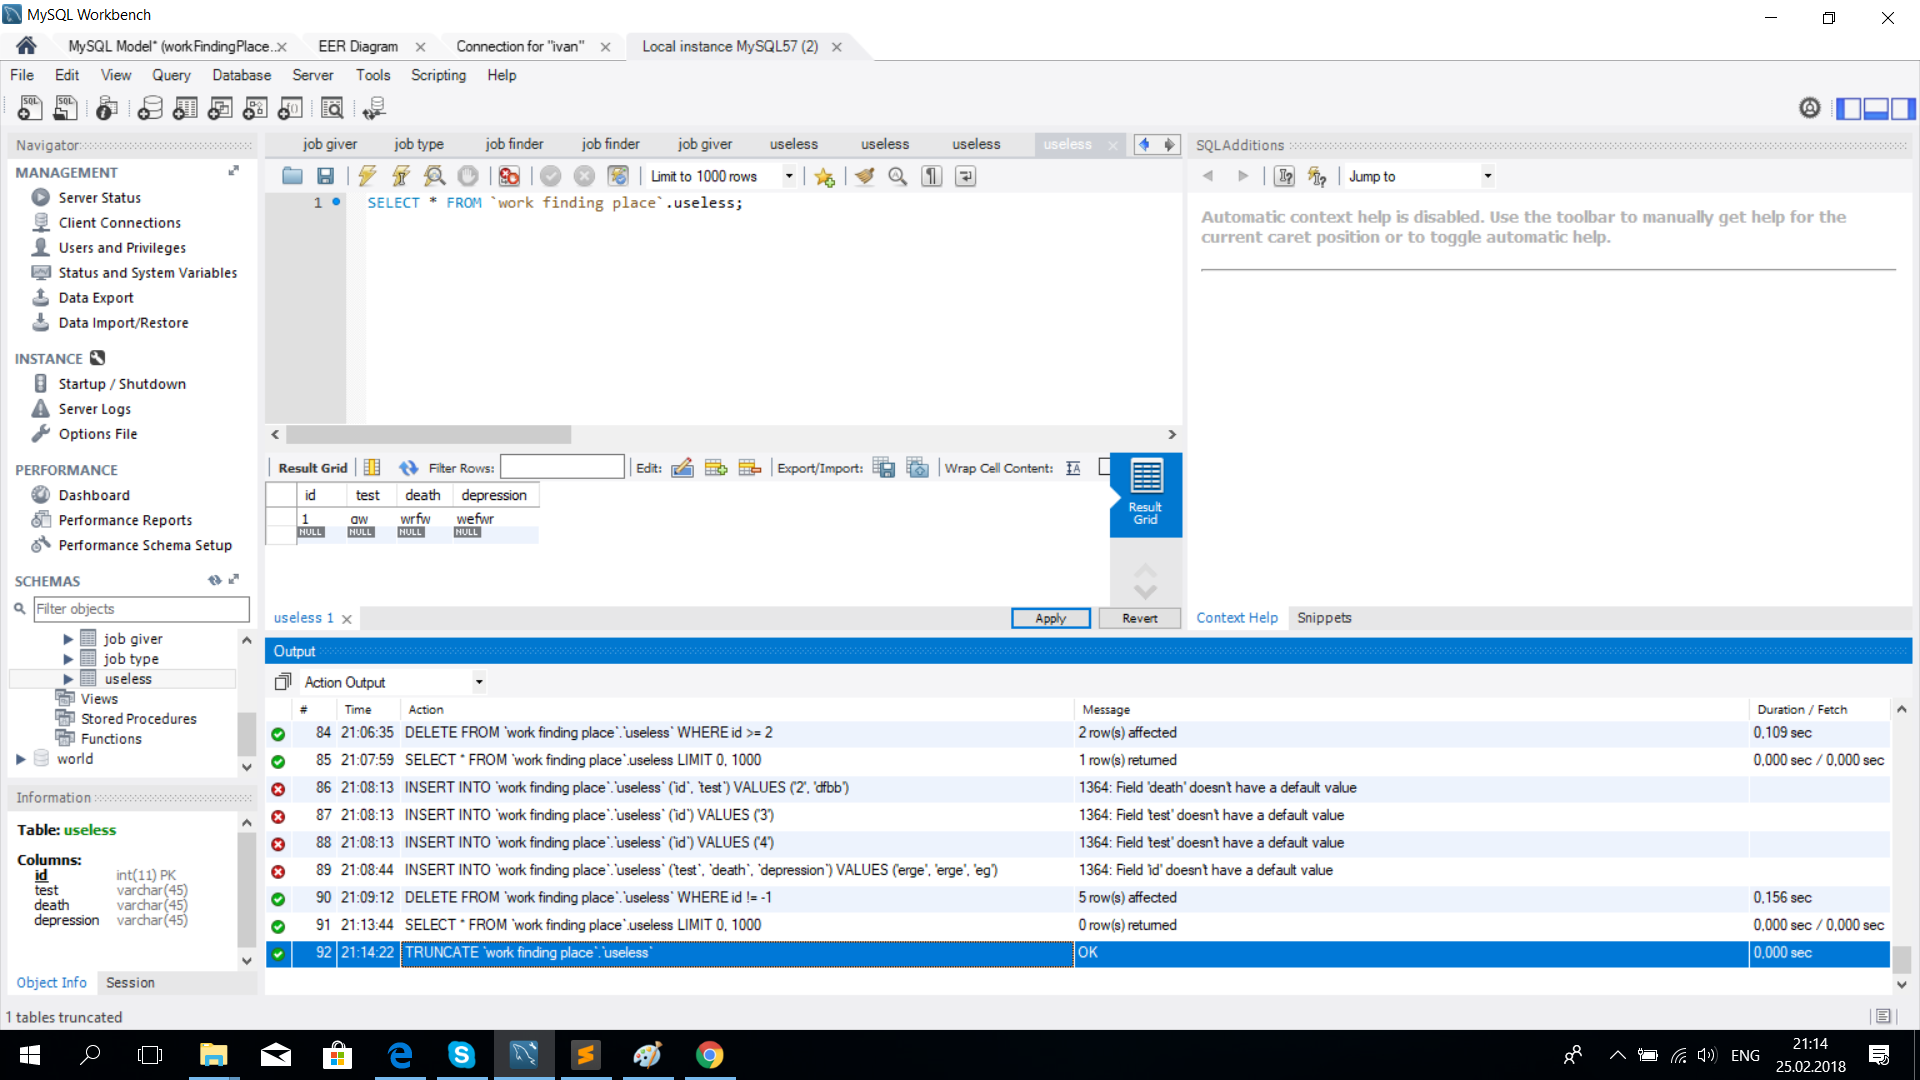 MySQL Workbench
MySQL Model* (workFindingPlace...
EER Diagram
Connection for "ivan"
Local instance MySQL57 (2)
File Edit View Query Database Server Tools Scripting Help
Navigator
MANAGEMENT
Server Status
Client Connections
Users and Privileges
Status and System Variables
Data Export
Data Import/Restore
INSTANCE
Startup / Shutdown
Server Logs
Options File
PERFORMANCE
Dashboard
Performance Reports
Performance Schema Setup
SCHEMAS
Filter objects
job giver
job type
useless
Views
Stored Procedures
Functions
world
Information
Table: useless
Columns:
id int(11) PK
test varchar(45)
death varchar(45)
depression varchar(45)
Object Info Session
job giver job type job finder job finder job giver useless useless useless useless
Limit to 1000 rows
1 SELECT * FROM `work finding place`.useless;
Result Grid Filter Rows: Edit: Export/Import: Wrap Cell Content:
id test death depression
1 aw wrfw wefwr
NULL NULL NULL NULL
Result
Grid
useless 1
Apply Revert
SQLAdditions
Jump to
Automatic context help is disabled. Use the toolbar to manually get help for the
current caret position or to toggle automatic help.
Context Help Snippets
Output
Action Output
# Time Action Message Duration / Fetch
84 21:06:35 DELETE FROM `work finding place`.`useless` WHERE id >= 2 2 row(s) affected 0,109 sec
85 21:07:59 SELECT * FROM `work finding place`.useless LIMIT 0, 1000 1 row(s) returned 0,000 sec / 0,000 sec
86 21:08:13 INSERT INTO `work finding place`.`useless` (`id`, `test`) VALUES ('2', 'dfbb') 1364: Field 'death' doesn't have a default value
87 21:08:13 INSERT INTO `work finding place`.`useless` (`id`) VALUES ('3') 1364: Field 'test' doesn't have a default value
88 21:08:13 INSERT INTO `work finding place`.`useless` (`id`) VALUES ('4') 1364: Field 'test' doesn't have a default value
89 21:08:44 INSERT INTO `work finding place`.`useless` (`test`, `death`, `depression`) VALUES ('erge', 'erge', 'eg') 1364: Field 'id' doesn't have a default value
90 21:09:12 DELETE FROM `work finding place`.`useless` WHERE id != -1 5 row(s) affected 0,156 sec
91 21:13:44 SELECT * FROM `work finding place`.useless LIMIT 0, 1000 0 row(s) returned 0,000 sec / 0,000 sec
92 21:14:22 TRUNCATE `work finding place`.`useless` OK 0,000 sec
1 tables truncated
ENG
21:14
25.02.2018